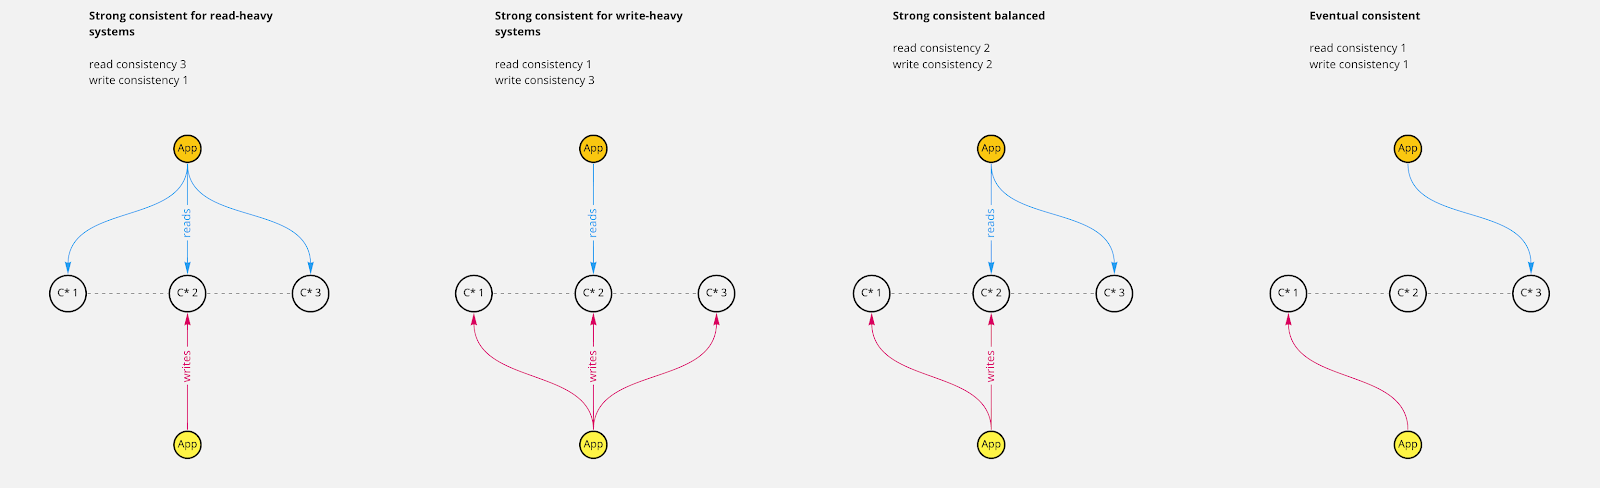 Strong consistent for read-heavy
systems
read consistency 3
write consistency 1
App
reads
C* 1
C* 2
C* 3
writes
App
Strong consistent for write-heavy
systems
read consistency 1
write consistency 3
App
reads
C* 1
C* 2
C* 3
writes
App
Strong consistent balanced
read consistency 2
write consistency 2
App
reads
C* 1
C* 2
C* 3
writes
App
Eventual consistent
read consistency 1
write consistency 1
App
C* 1
C* 2
C* 3
App